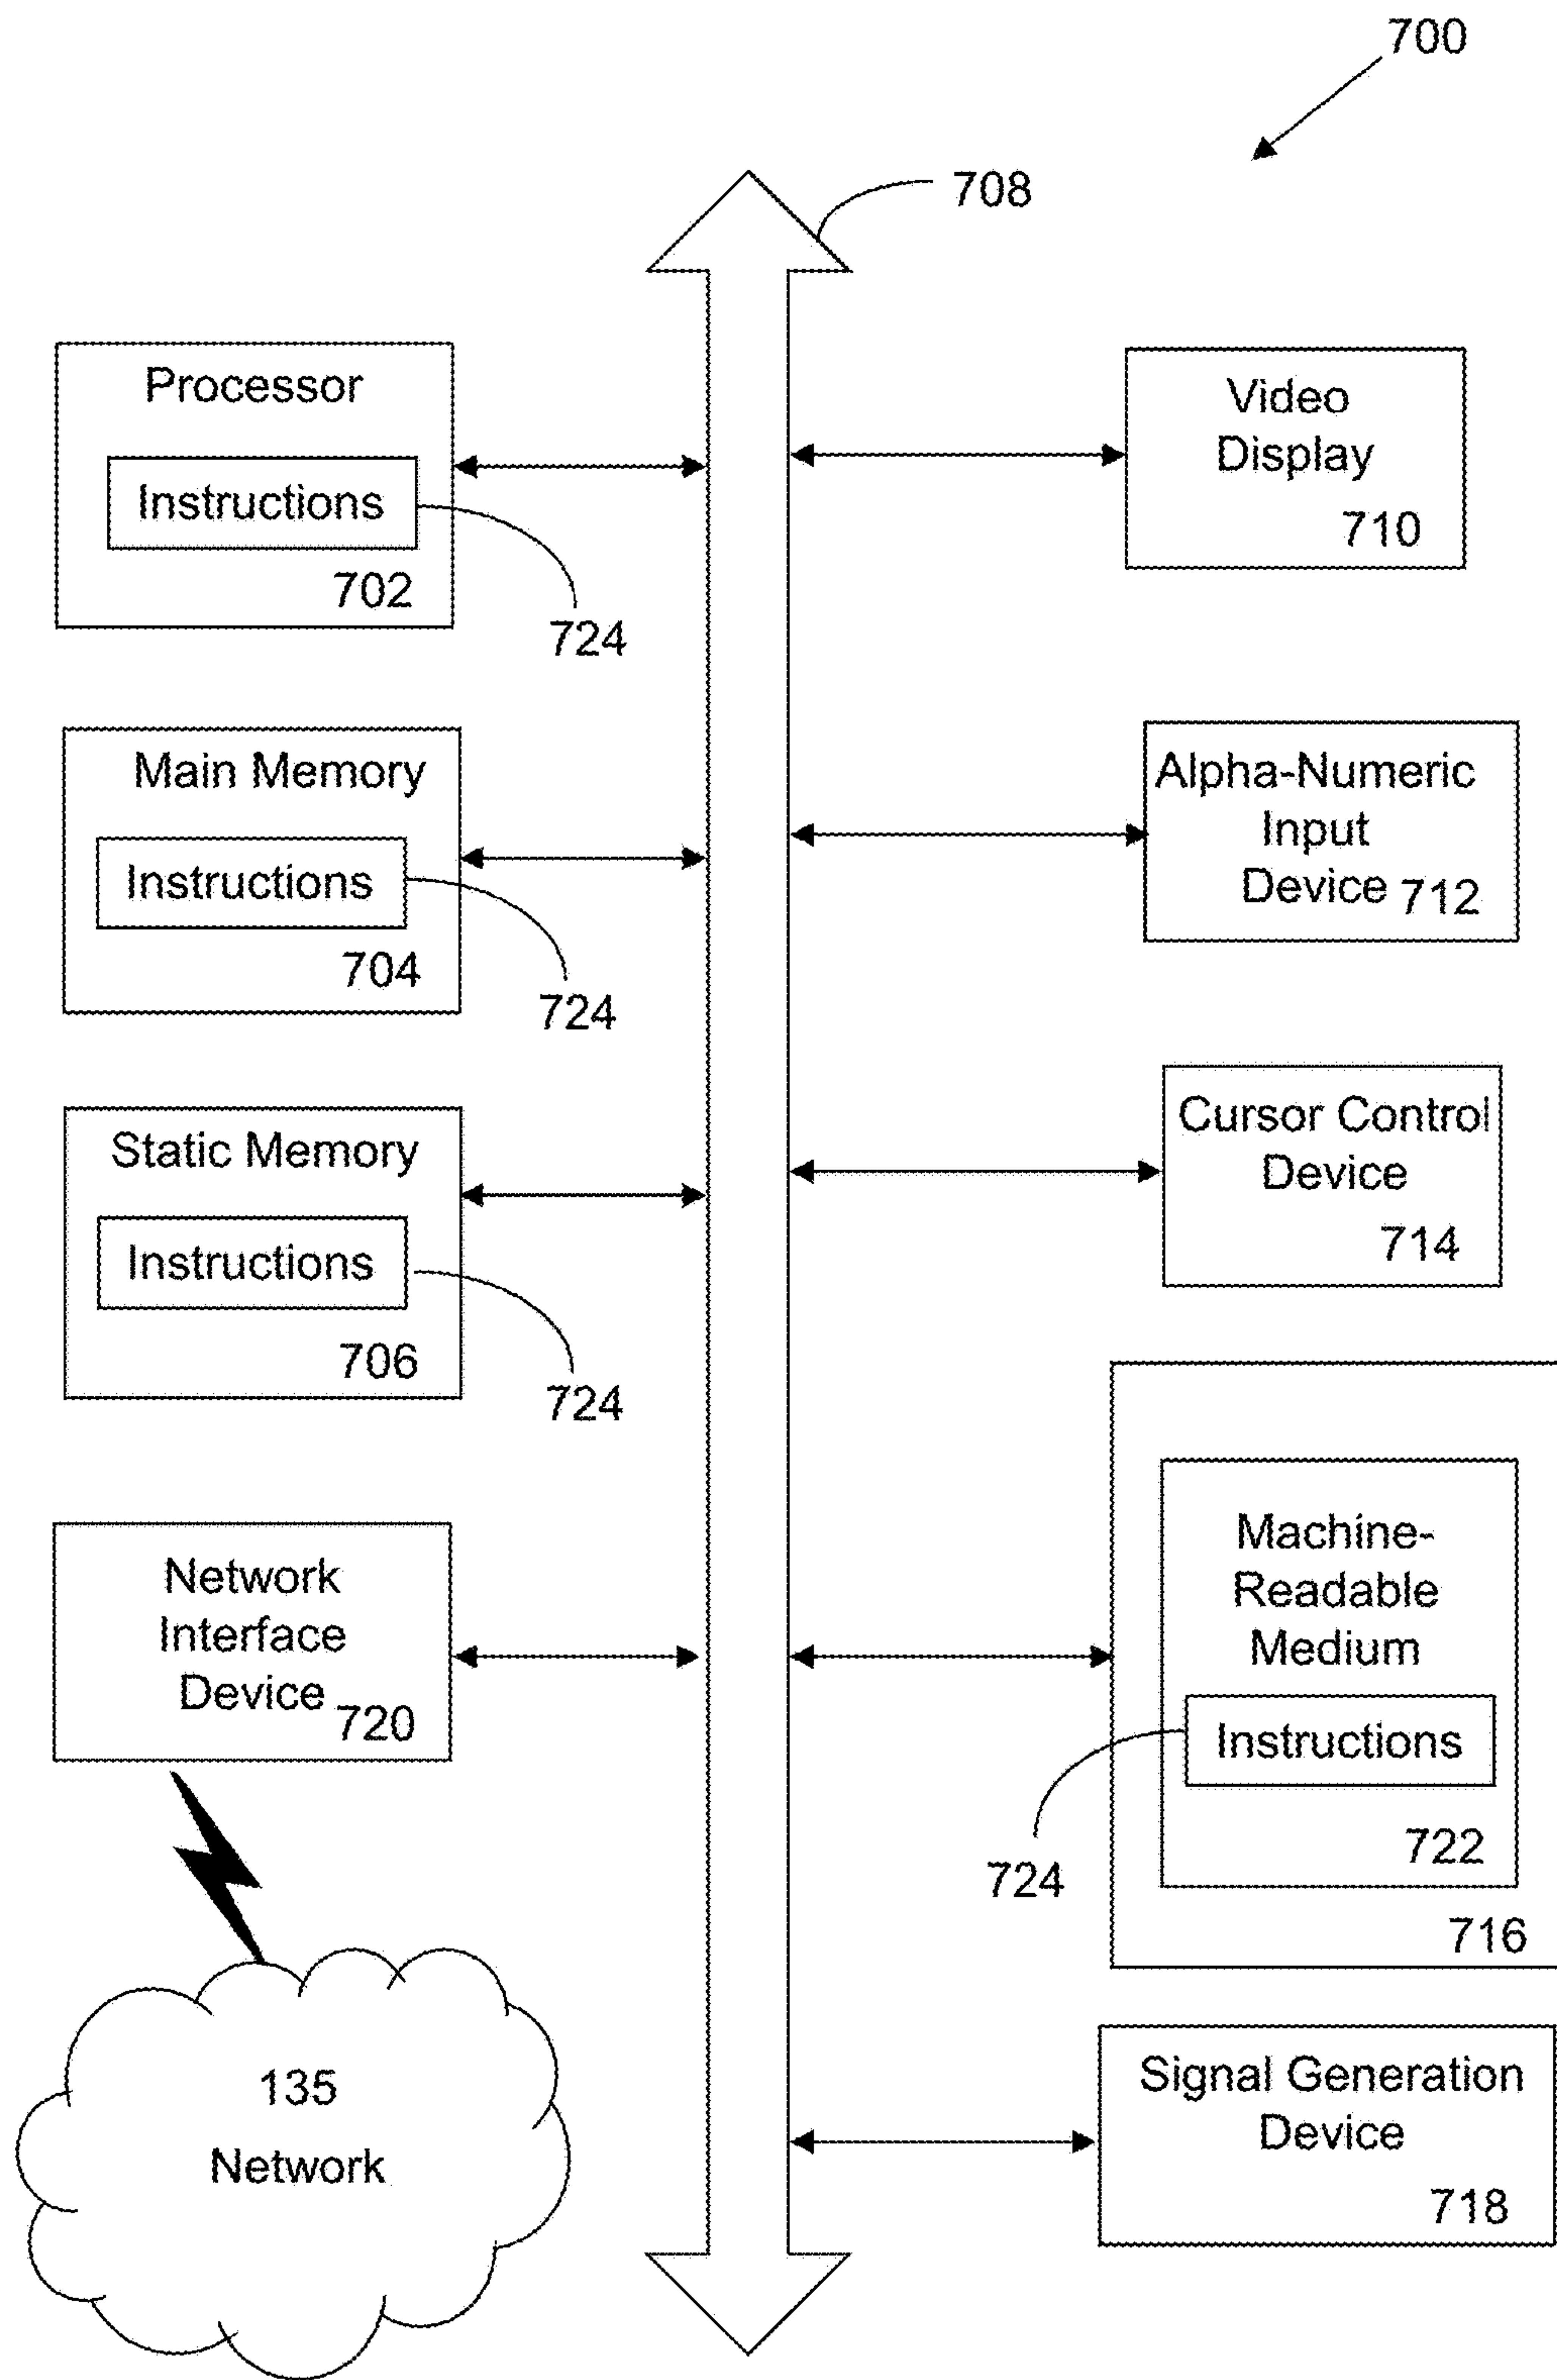 700
708
Processor
Instructions
702
724
Main Memory
Instructions
704
724
Static Memory
Instructions
706
724
Network
Interface
Device
720
135
Network
Video
Display
710
Alpha-Numeric
Input
Device
712
Cursor Control
Device
714
Machine-
Readable
Medium
Instructions
724
722
716
Signal Generation
Device
718